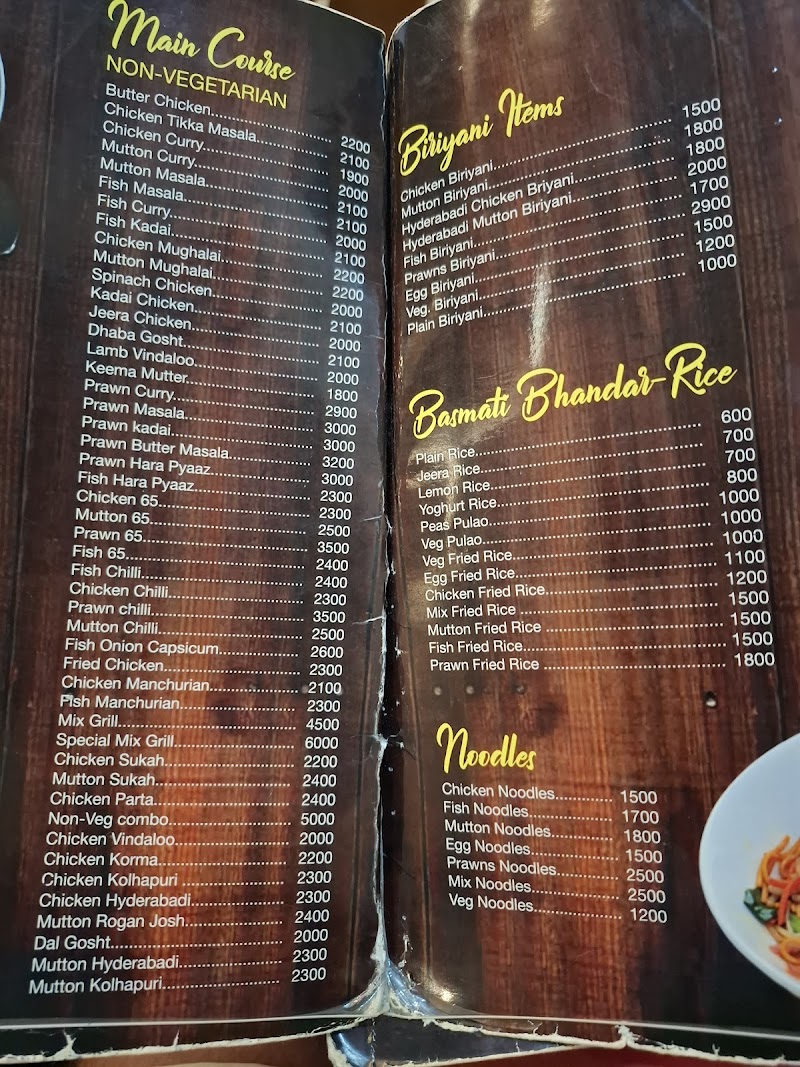 Main Course
NON-VEGETARIAN
Butter Chicken 2200
Chicken Tikka Masala 2100
Chicken Curry 1900
Mutton Curry 2000
Mutton Masala 2100
Fish Masala 2100
Fish Curry 2000
Fish Kadai 2100
Chicken Mughalai 2200
Mutton Mughalai 2200
Spinach Chicken 2000
Kadai Chicken 2100
Jeera Chicken 2000
Dhaba Gosht 2100
Lamb Vindaloo 2000
Keema Mutter 1800
Prawn Curry 2900
Prawn Masala 3000
Prawn kadai 3000
Prawn Butter Masala 3200
Prawn Hara Pyaaz 3000
Fish Hara Pyaaz 2300
Chicken 65 2300
Mutton 65 2500
Prawn 65 3500
Fish 65 2400
Fish Chilli 2400
Chicken Chilli 2300
Prawn chilli 3500
Mutton Chilli 2500
Fish Onion Capsicum 2600
Fried Chicken 2300
Chicken Manchurian 2100
Fish Manchurian 2300
Mix Grill 4500
Special Mix Grill 6000
Chicken Sukah 2200
Mutton Sukah 2400
Chicken Parta 2400
Non-Veg combo 5000
Chicken Vindaloo 2000
Chicken Korma 2200
Chicken Kolhapuri 2300
Chicken Hyderabadi 2300
Mutton Rogan Josh 2400
Dal Gosht 2000
Mutton Hyderabadi 2300
Mutton Kolhapuri 2300
Biriyani Items
Chicken Biriyani 1500
Mutton Biriyani 1800
Hyderabadi Chicken Briyani 1800
Hyderabadi Mutton Biriyani 2000
Fish Biriyani 1700
Prawns Biriyani 2900
Egg Biriyani 1500
Veg. Biriyani 1200
Plain Biriyani 1000
Basmati Bhandar-Rice
Plain Rice 600
Jeera Rice 700
Lemon Rice 700
Yoghurt Rice 800
Peas Pulao 1000
Veg Pulao 1000
Veg Fried Rice 1000
Egg Fried Rice 1100
Chicken Fried Rice 1200
Mix Fried Rice 1500
Mutton Fried Rice 1500
Fish Fried Rice 1500
Prawn Fried Rice 1800
Noodles
Chicken Noodles 1500
Fish Noodles 1700
Mutton Noodles 1800
Egg Noodles 1500
Prawns Noodles 2500
Mix Noodles 2500
Veg Noodles 1200